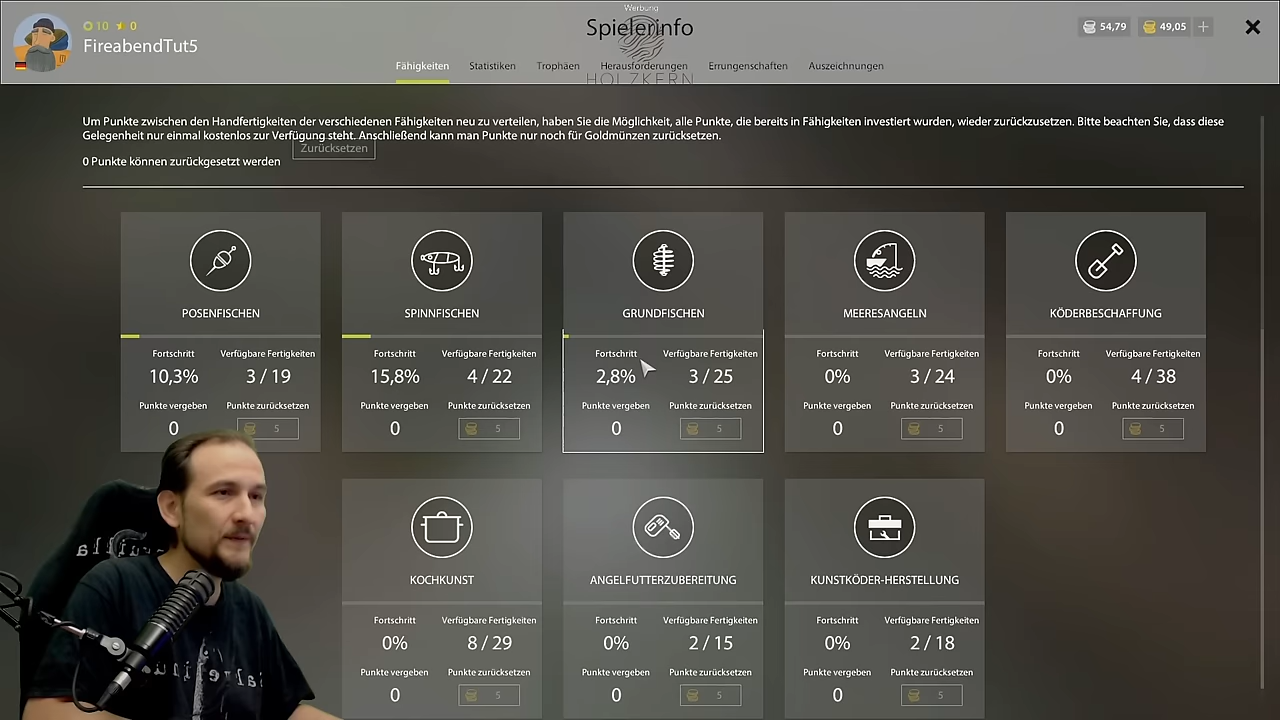 Werbung
10 0
Spielerinfo
54,79
49,05
FireabendTut5
Fähigkeiten Statistiken Trophäen Herausforderungen Errungenschaften Auszeichnungen
HOLZKERN
Um Punkte zwischen den Handfertigkeiten der verschiedenen Fähigkeiten neu zu verteilen, haben Sie die Möglichkeit, alle Punkte, die bereits in Fähigkeiten investiert wurden, wieder zurückzusetzen. Bitte beachten Sie, dass diese
Gelegenheit nur einmal kostenlos zur Verfügung steht. Anschließend kann man Punkte nur noch für Goldmünzen zurücksetzen.
Zurücksetzen
0 Punkte können zurückgesetzt werden
POSENFISCHEN
Fortschritt Verfügbare Fertigkeiten
10,3% 3 / 19
Punkte vergeben Punkte zurücksetzen
0 5
SPINNFISCHEN
Fortschritt Verfügbare Fertigkeiten
15,8% 4 / 22
Punkte vergeben Punkte zurücksetzen
0 5
GRUNDFISCHEN
Fortschritt Verfügbare Fertigkeiten
2,8% 3 / 25
Punkte vergeben Punkte zurücksetzen
0 5
MEERESANGELN
Fortschritt Verfügbare Fertigkeiten
0% 3 / 24
Punkte vergeben Punkte zurücksetzen
0 5
KÖDERBESCHAFFUNG
Fortschritt Verfügbare Fertigkeiten
0% 4 / 38
Punkte vergeben Punkte zurücksetzen
0 5
KOCHKUNST
Fortschritt Verfügbare Fertigkeiten
0% 8 / 29
Punkte vergeben Punkte zurücksetzen
0 5
ANGELFUTTERZUBEREITUNG
Fortschritt Verfügbare Fertigkeiten
0% 2 / 15
Punkte vergeben Punkte zurücksetzen
0 5
KUNSTKÖDER-HERSTELLUNG
Fortschritt Verfügbare Fertigkeiten
0% 2 / 18
Punkte vergeben Punkte zurücksetzen
0 5